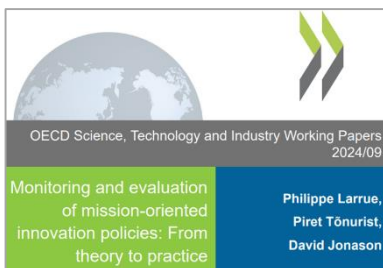 OECD Science, Technology and Industry Working Papers
2024/09
Monitoring and evaluation
of mission-oriented
innovation policies: From
theory to practice
Philippe Larrue,
Piret Tõnurist,
David Jonason